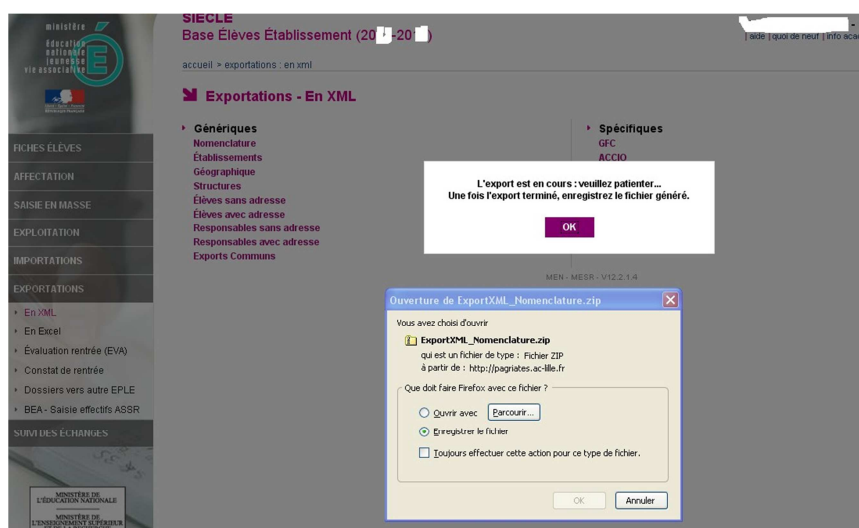 ministère
éducation
nationale
jeunesse
vie associative
SIECLE
Base Élèves Établissement (20 -20 )
| aide | quoi de neuf | info aca
accueil > exportations : en xml
Exportations - En XML
Génériques
Nomenclature
Établissements
Géographique
Structures
Élèves sans adresse
Élèves avec adresse
Responsables sans adresse
Responsables avec adresse
Exports Communs
Spécifiques
GFC
ACCIO
L'export est en cours : veuillez patienter...
Une fois l'export terminé, enregistrez le fichier généré.
OK
MEN - MESR - V12.2.1.4
FICHES ÉLÈVES
AFFECTATION
SAISIE EN MASSE
EXPLOITATION
IMPORTATIONS
EXPORTATIONS
En XML
En Excel
Évaluation rentrée (EVA)
Constat de rentrée
Dossiers vers autre EPLE
BEA - Saisie effectifs ASSR
SUIVI DES ÉCHANGES
MINISTÈRE DE
L'ÉDUCATION NATIONALE
MINISTÈRE DE
L'ENSEIGNEMENT SUPÉRIEUR
ET DE LA RECHERCHE
Ouverture de ExportXML_Nomenclature.zip
Vous avez choisi d'ouvrir
ExportXML_Nomenclature.zip
qui est un fichier de type : Fichier ZIP
à partir de : http://pagriates.ac-lille.fr
Que doit faire Firefox avec ce fichier ?
Ouvrir avec Parcourir...
Enregistrer le fichier
Toujours effectuer cette action pour ce type de fichier.
OK Annuler